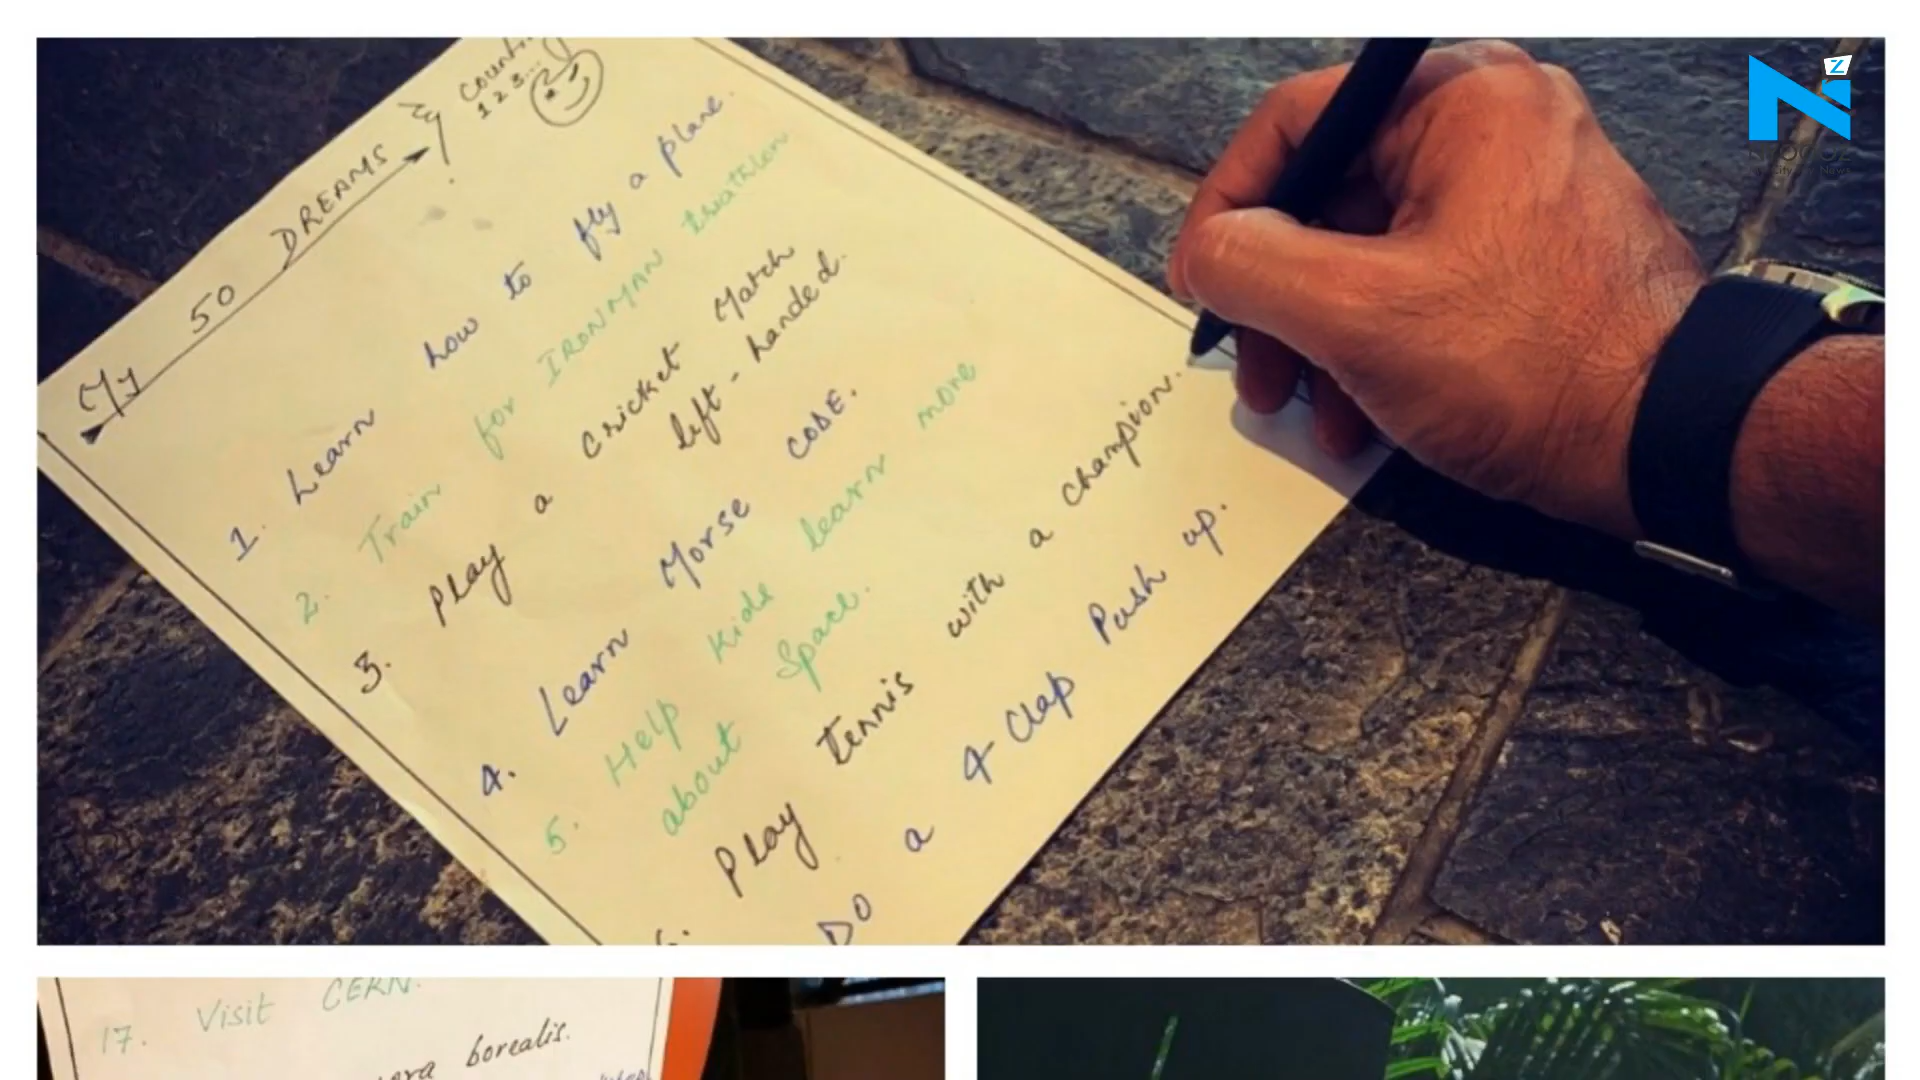 My 50 DREAMS
Counting
1 2 3...
1. Learn how to fly a plane.
2. Train for IRONMAN triathlon
3. Play a Cricket Match
left-handed.
4. Learn Morse CODE.
5. Help kids learn more
about Space.
6. Play tennis with a champion.
Do a 4 Clap Push up.
17. Visit CERN.
borealis.
Z
N